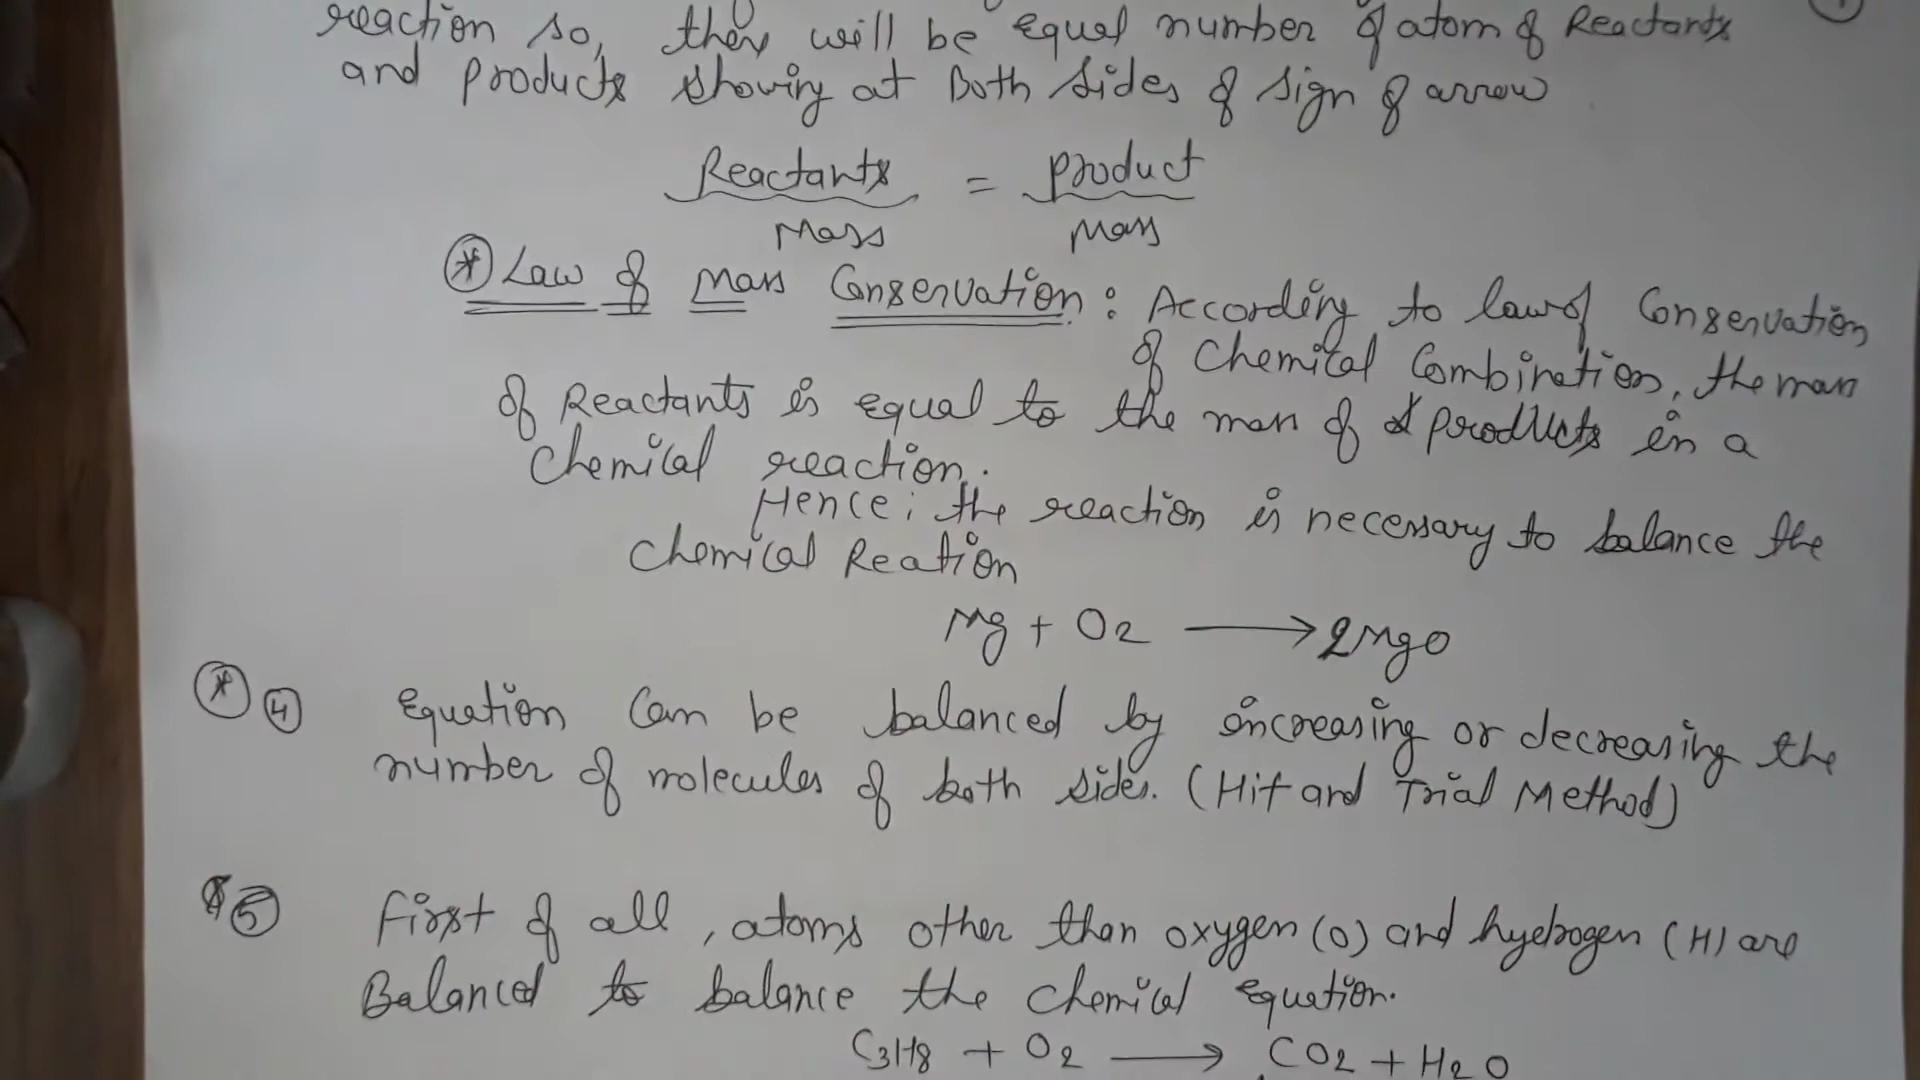 reaction so, there will be equal number of atom of Reactants
and products showing at Both sides of sign of arrow
Reactants = product
Mass Mass
* Law of Mass Conservation : According to law of Conservation
of Chemical Combination, the mass
of Reactants is equal to the mass of products in a
Chemical reaction.
Hence; the reaction is necessary to balance the
Chemical Reation
Mg + O2 → 2MgO
* 4 Equation Can be balanced by increasing or decreasing the
number of molecules of both sides. (Hit and Trial Method)
5 First of all, atoms other than oxygen (O) and hyebrogen (H) are
Balanced to balance the chemical equation.
C3H8 + O2 → CO2 + H2O